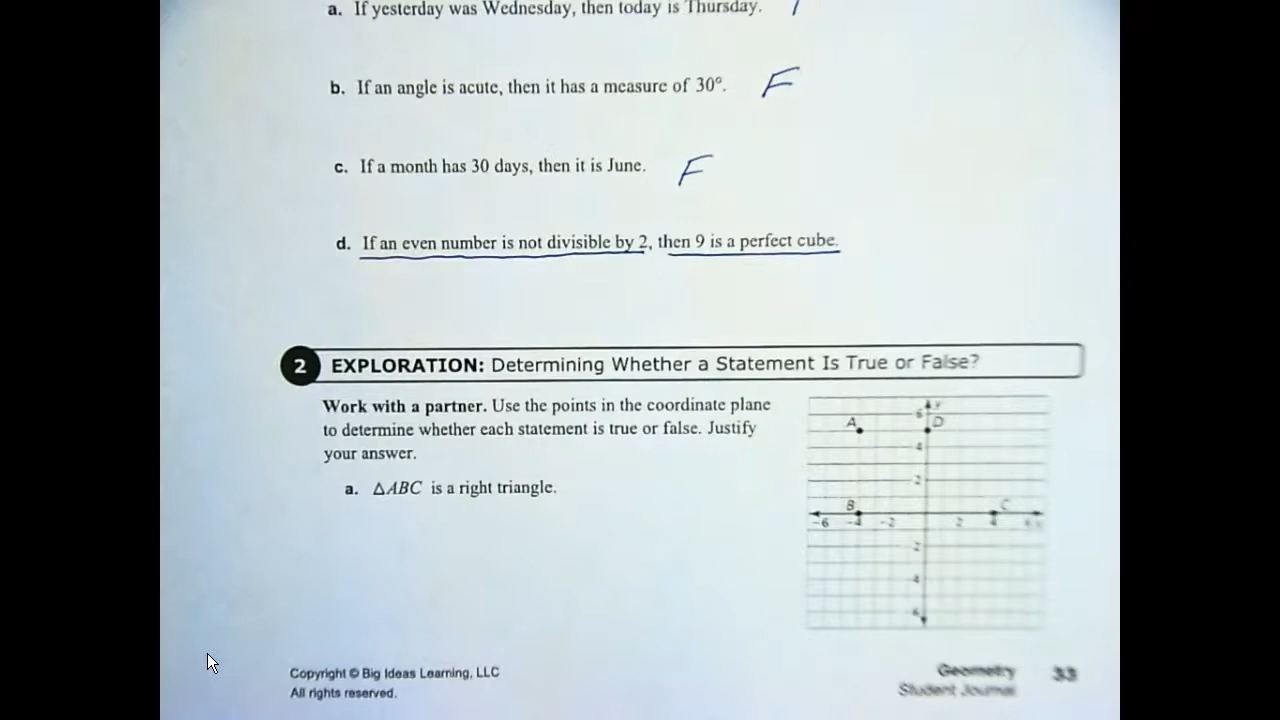 a. If yesterday was Wednesday, then today is Thursday.
b. If an angle is acute, then it has a measure of 30°. F
c. If a month has 30 days, then it is June. F
d. If an even number is not divisible by 2, then 9 is a perfect cube.
2 EXPLORATION: Determining Whether a Statement Is True or False?
Work with a partner. Use the points in the coordinate plane
to determine whether each statement is true or false. Justify
your answer.
a. △ABC is a right triangle.
y
6
A D
4
2
B C
-6 -4 -2 2 4
-2
Copyright © Big Ideas Learning, LLC
All rights reserved.
Geometry 33
Student Journal